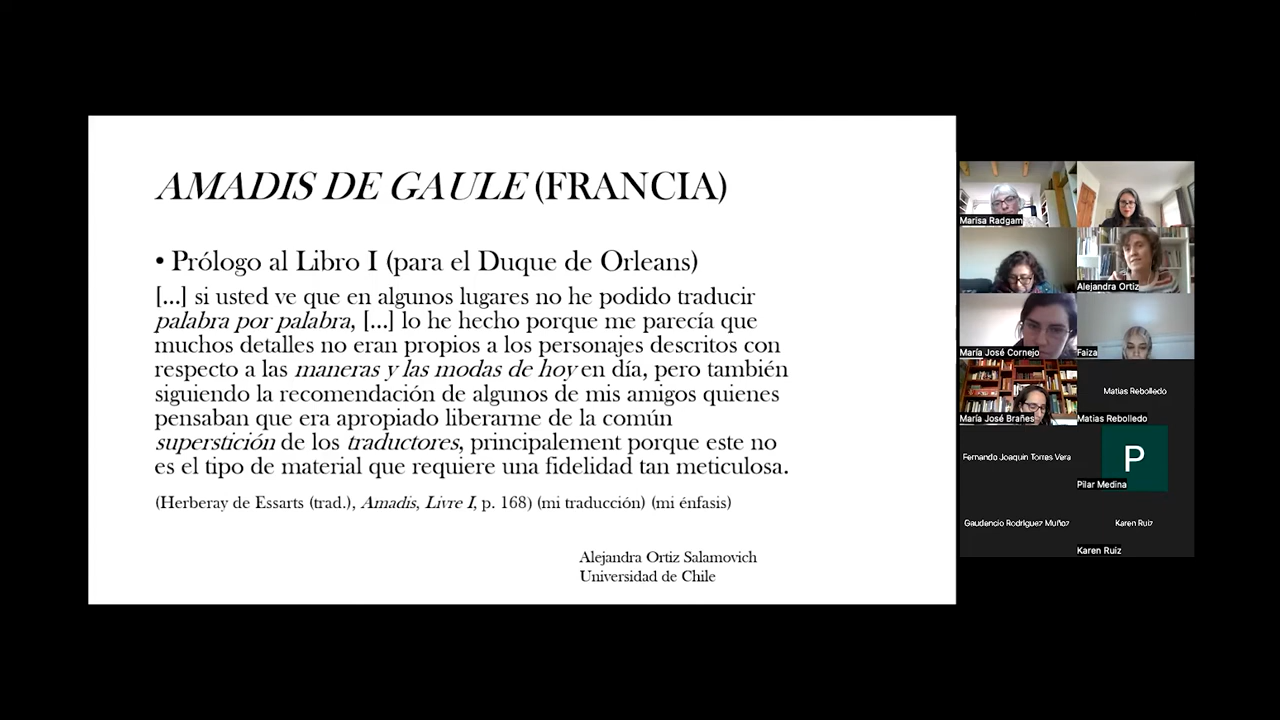 AMADIS DE GAULE (FRANCIA)
• Prólogo al Libro I (para el Duque de Orleans)
[...] si usted ve que en algunos lugares no he podido traducir
palabra por palabra, [...] lo he hecho porque me parecía que
muchos detalles no eran propios a los personajes descritos con
respecto a las maneras y las modas de hoy en día, pero también
siguiendo la recomendación de algunos de mis amigos quienes
pensaban que era apropiado liberarme de la común
superstición de los traductores, principalement porque este no
es el tipo de material que requiere una fidelidad tan meticulosa.
(Herberay de Essarts (trad.), Amadis, Livre I, p. 168) (mi traducción) (mi énfasis)
Alejandra Ortiz Salamovich
Universidad de Chile
Marisa Radgam
Alejandra Ortiz
María José Cornejo
Faiza
María José Brañes
Matias Rebolledo
Matias Rebolledo
Fernando Joaquin Torres Vera
P
Pilar Medina
Gaudencio Rodríguez Muñoz
Karen Ruiz
Karen Ruiz